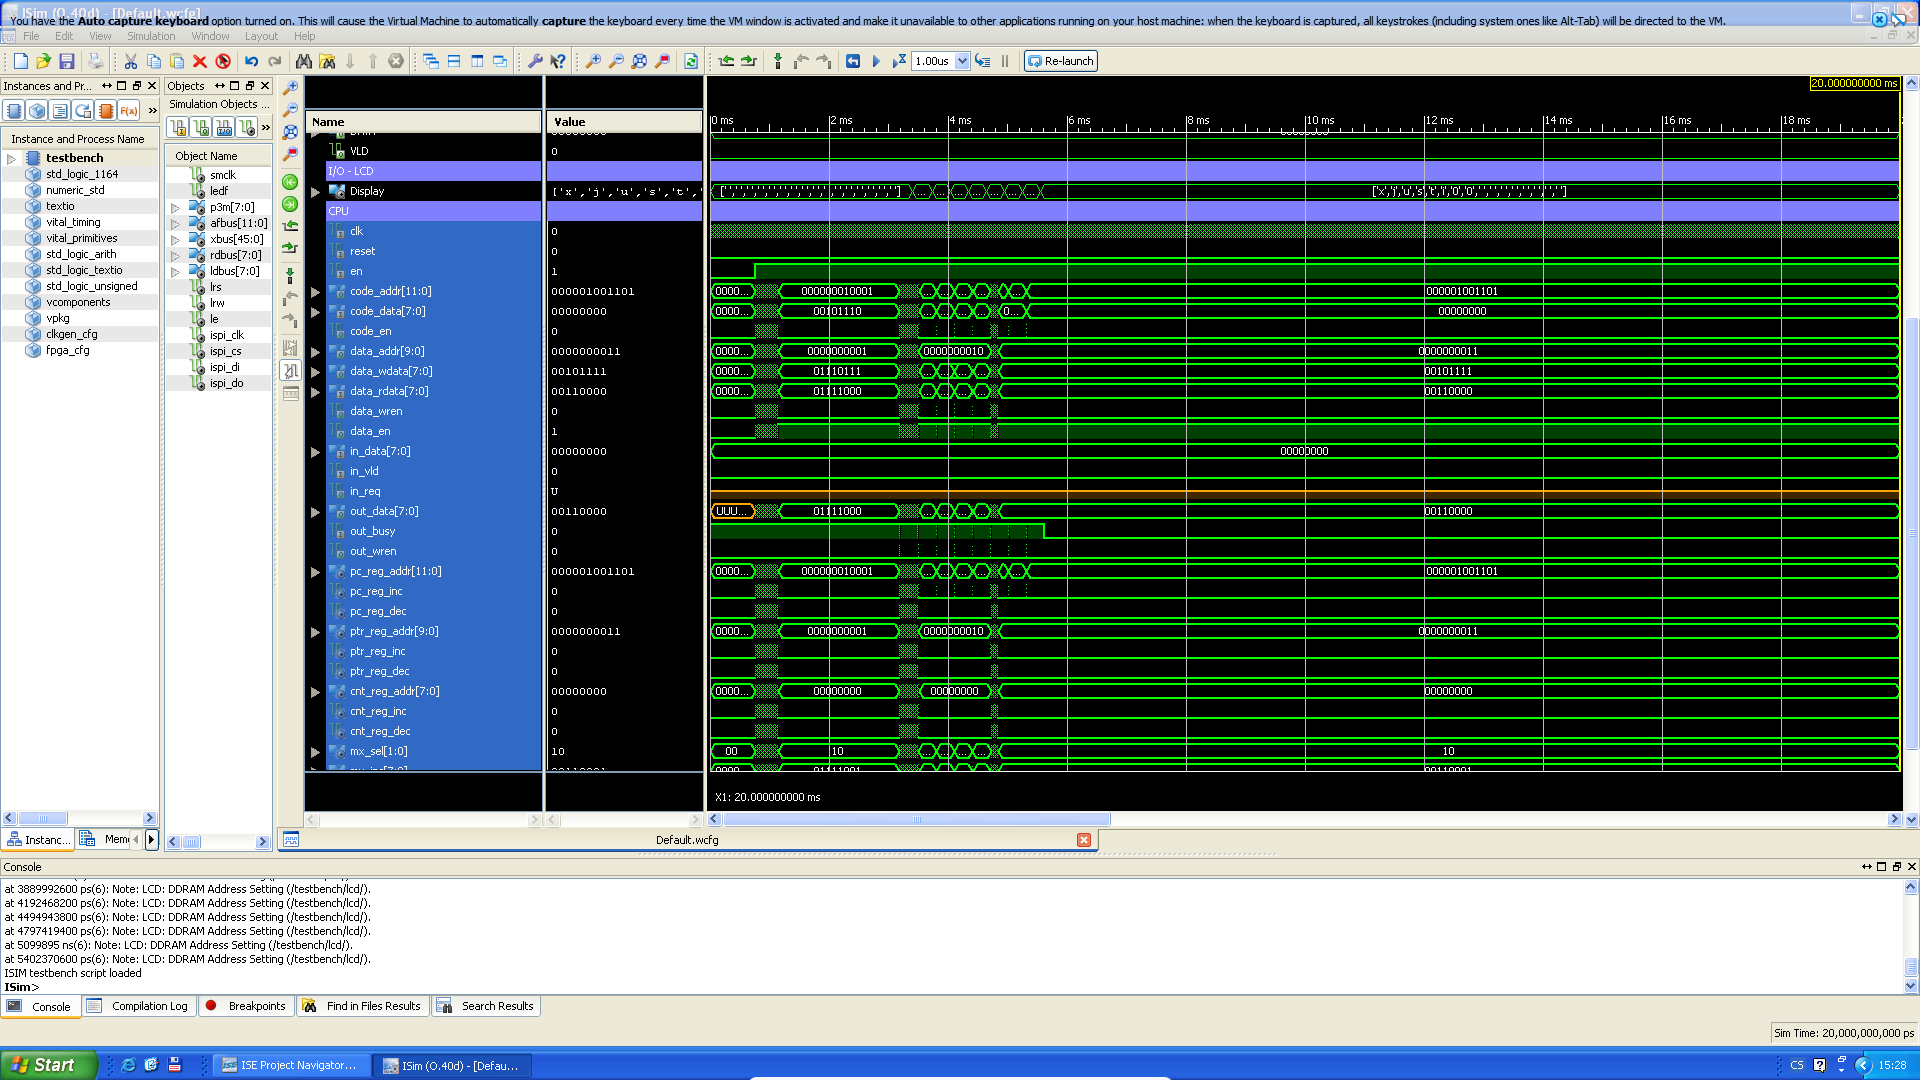 ISim (O.40d) - [Default.wcfg]
You have the Auto capture keyboard option turned on. This will cause the Virtual Machine to automatically capture the keyboard every time the VM window is activated and make it unavailable to other applications running on your host machine: when the keyboard is captured, all keystrokes (including system ones like Alt-Tab) will be directed to the VM.
File Edit View Simulation Window Layout Help
1.00us Re-launch
Instances and Pr...
Instance and Process Name
testbench
std_logic_1164
numeric_std
textio
vital_timing
vital_primitives
std_logic_arith
std_logic_textio
std_logic_unsigned
vcomponents
vpkg
clkgen_cfg
fpga_cfg
Instanc... Mem
Objects
Simulation Objects ...
Object Name
smclk
ledf
p3m[7:0]
afbus[11:0]
xbus[45:0]
rdbus[7:0]
ldbus[7:0]
lrs
lrw
le
ispi_clk
ispi_cs
ispi_di
ispi_do
20.000000000 ms
Name Value 0 ms 2 ms 4 ms 6 ms 8 ms 10 ms 12 ms 14 ms 16 ms 18 ms
VLD 0
I/O - LCD
Display ['x','j','u','s','t',' [' ',' ',' ',' ',' ',' ',' ',' ',' ',' ',' ',' ',' ',' ',' ',' '] ... ... ... ... ... ... ... ['x','j','u','s','t','i','0','0',' ',' ',' ',' ',' ',' ',' ',' ']
CPU
clk 0
reset 0
en 1
code_addr[11:0] 000001001101 0000... 000000010001 ... ... ... ... ... 000001001101
code_data[7:0] 00000000 0000... 00101110 ... ... ... ... 0... 00000000
code_en 0
data_addr[9:0] 0000000011 0000... 0000000001 0000000010 0000000011
data_wdata[7:0] 00101111 0000... 01110111 ... ... ... ... 00101111
data_rdata[7:0] 00110000 0000... 01111000 ... ... ... ... 00110000
data_wren 0
data_en 1
in_data[7:0] 00000000 00000000
in_vld 0
in_req U
out_data[7:0] 00110000 UUU... 01111000 ... ... ... ... 00110000
out_busy 0
out_wren 0
pc_reg_addr[11:0] 000001001101 0000... 000000010001 ... ... ... ... ... 000001001101
pc_reg_inc 0
pc_reg_dec 0
ptr_reg_addr[9:0] 0000000011 0000... 0000000001 0000000010 0000000011
ptr_reg_inc 0
ptr_reg_dec 0
cnt_reg_addr[7:0] 00000000 0000... 00000000 00000000 00000000
cnt_reg_inc 0
cnt_reg_dec 0
mx_sel[1:0] 10 00 10 ... ... ... ... 10
X1: 20.000000000 ms
Default.wcfg
Console
at 3889992600 ps(6): Note: LCD: DDRAM Address Setting (/testbench/lcd/).
at 4192468200 ps(6): Note: LCD: DDRAM Address Setting (/testbench/lcd/).
at 4494943800 ps(6): Note: LCD: DDRAM Address Setting (/testbench/lcd/).
at 4797419400 ps(6): Note: LCD: DDRAM Address Setting (/testbench/lcd/).
at 5099895 ns(6): Note: LCD: DDRAM Address Setting (/testbench/lcd/).
at 5402370600 ps(6): Note: LCD: DDRAM Address Setting (/testbench/lcd/).
ISIM testbench script loaded
ISim>
Console Compilation Log Breakpoints Find in Files Results Search Results
Sim Time: 20,000,000,000 ps
Start ISE Project Navigator... ISim (O.40d) - [Defau... CS 15:28